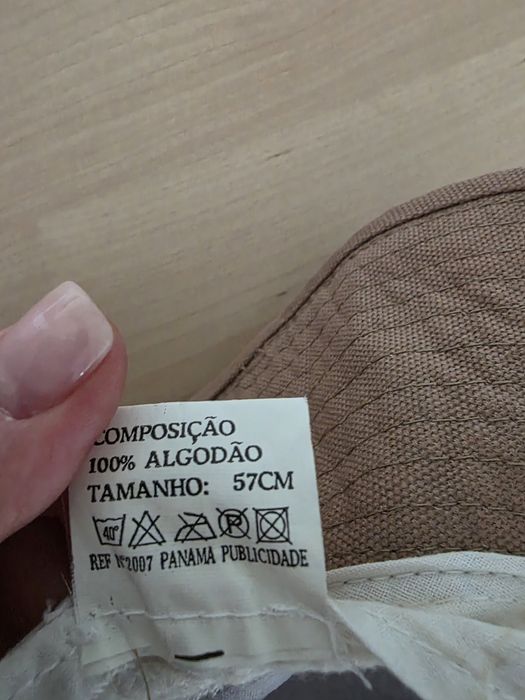 COMPOSIÇÃO
100% ALGODÃO
TAMANHO: 57CM
40° P
REF Nº2007 PANAMA PUBLICIDADE